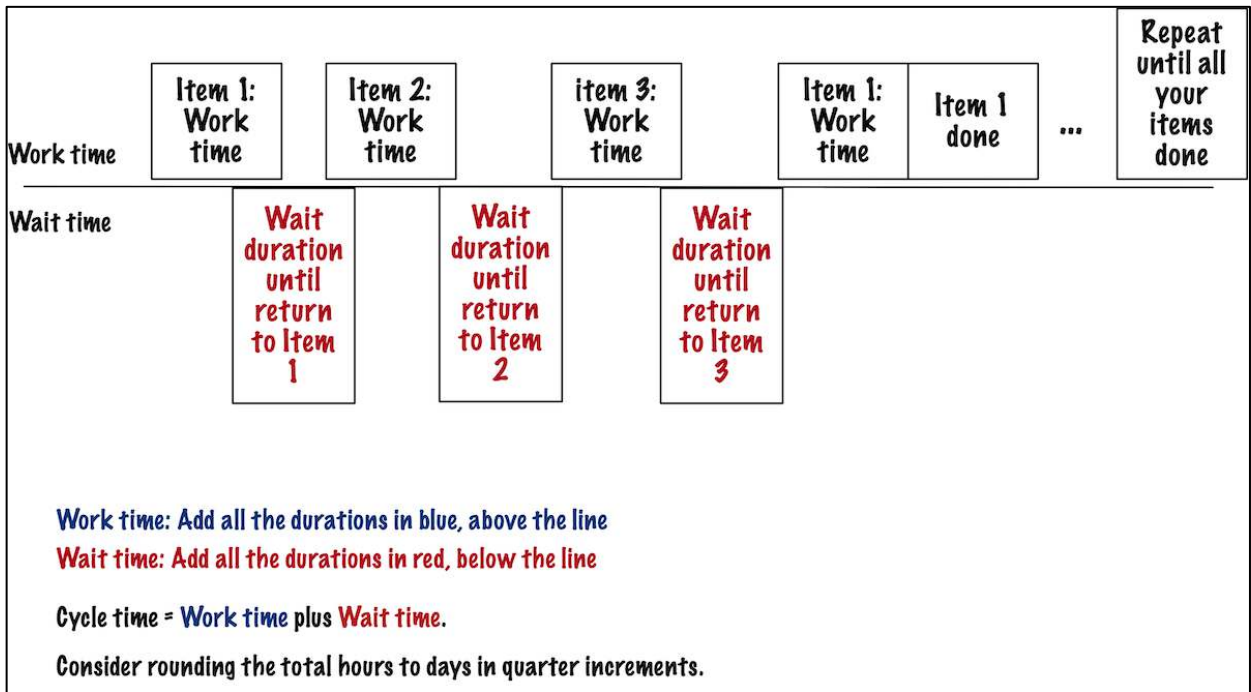 Item 1:
Work
time
Item 2:
Work
time
item 3:
Work
time
Item 1:
Work
time
Item 1
done
...
Repeat
until all
your
items
done
Work time
Wait time
Wait
duration
until
return
to Item
1
Wait
duration
until
return
to Item
2
Wait
duration
until
return
to Item
3
Work time: Add all the durations in blue, above the line
Wait time: Add all the durations in red, below the line
Cycle time = Work time plus Wait time.
Consider rounding the total hours to days in quarter increments.